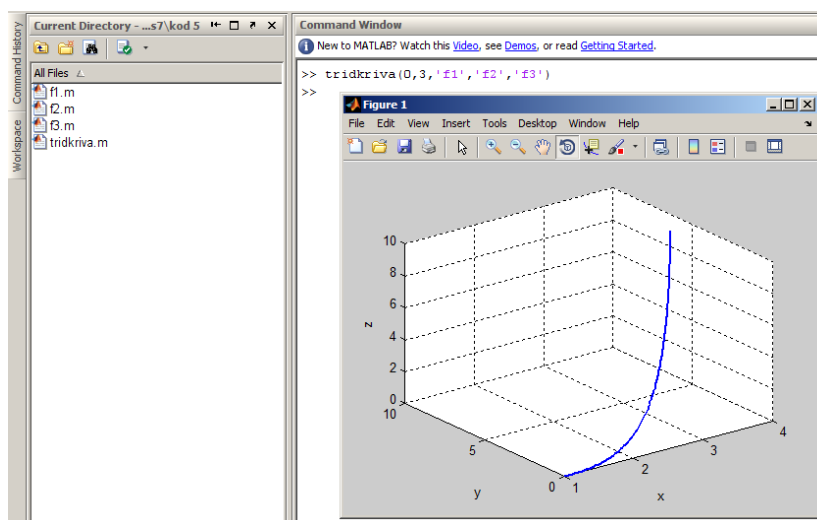 Current Directory - ...s7\kod 5
Command History
Workspace
All Files
f1.m
f2.m
f3.m
tridkriva.m
Command Window
New to MATLAB? Watch this Video, see Demos, or read Getting Started.
>> tridkriva(0,3,'f1','f2','f3')
>>
Figure 1
File Edit View Insert Tools Desktop Window Help
10
8
6
4
2
0
z
10
5
0
y
1
2
3
4
x